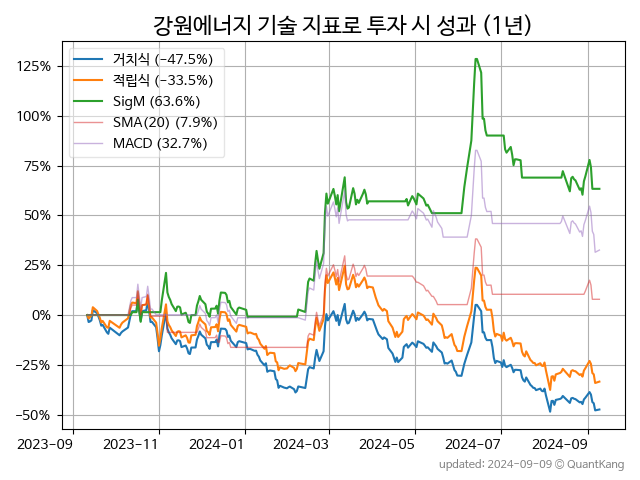 강원에너지 기술 지표로 투자 시 성과 (1년)
거치식 (−47.5%)
적립식 (−33.5%)
SigM (63.6%)
SMA(20) (7.9%)
MACD (32.7%)
125%
100%
75%
50%
25%
0%
−25%
−50%
2023-09 2023-11 2024-01 2024-03 2024-05 2024-07 2024-09
updated: 2024-09-09 © QuantKang